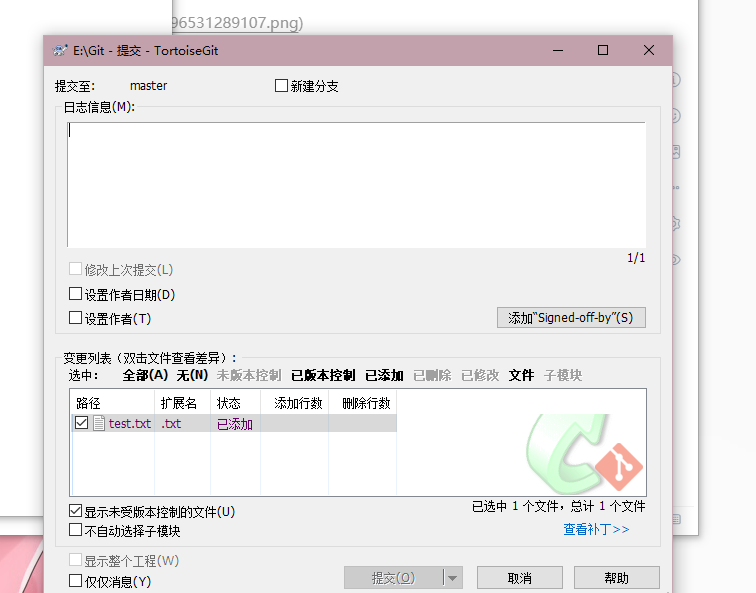 96531289107.png)
E:\Git - 提交 - TortoiseGit
提交至: master 新建分支
日志信息(M):
1/1
修改上次提交(L)
设置作者日期(D)
设置作者(T) 添加“Signed-off-by”(S)
变更列表（双击文件查看差异）:
选中: 全部(A) 无(N) 未版本控制 已版本控制 已添加 已删除 已修改 文件 子模块
路径 扩展名 状态 添加行数 删除行数
test.txt .txt 已添加
已选中 1 个文件，总计 1 个文件
显示未受版本控制的文件(U)
不自动选择子模块 查看补丁>>
显示整个工程(W)
仅仅消息(Y) 提交(O) 取消 帮助